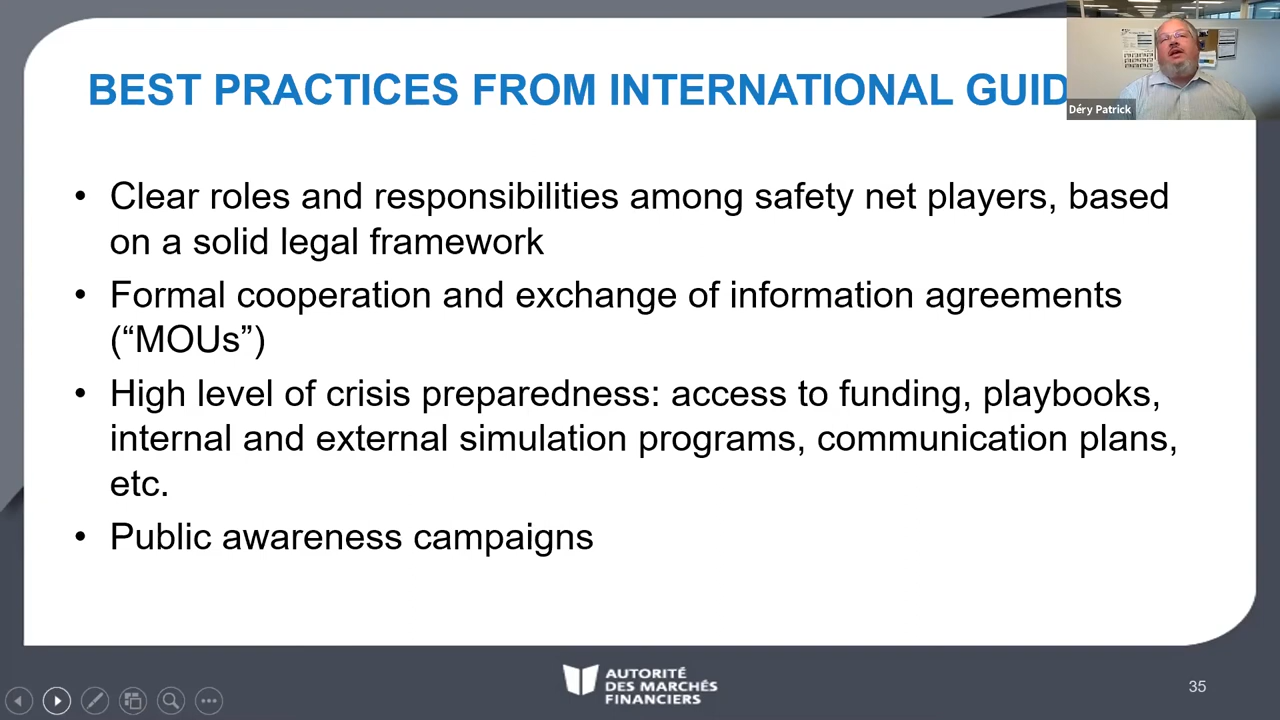 BEST PRACTICES FROM INTERNATIONAL GUID
Déry Patrick
• Clear roles and responsibilities among safety net players, based
on a solid legal framework
• Formal cooperation and exchange of information agreements
(“MOUs”)
• High level of crisis preparedness: access to funding, playbooks,
internal and external simulation programs, communication plans,
etc.
• Public awareness campaigns
AUTORITÉ
DES MARCHÉS
FINANCIERS
35